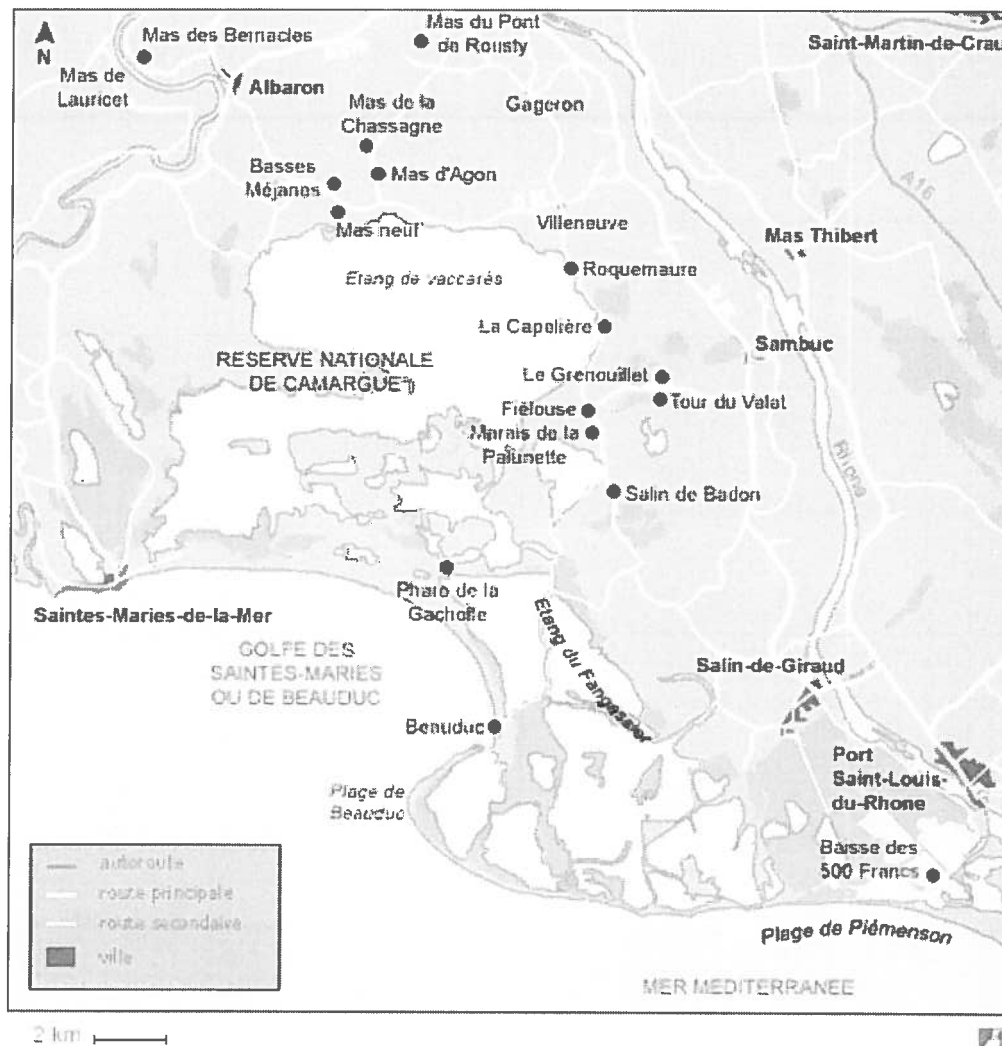 N
Mas des Bernacles
Mas de
Lauricet
Albaron
Mas du Pont
de Rousty
Saint-Martin-de-Crau
Gageron
Mas de la
Chassagne
Basses
Méjanes
Mas d'Agon
Mas neuf
Villeneuve
A16
Mas Thibert
Etang de Vaccarès
Roquemaure
La Capelière
Sambuc
RESERVE NATIONALE
DE CAMARGUE
Le Grenouillet
Tour du Valat
Fiélouse
Marais de la
Palunette
Rhone
Salin de Badon
Phare de la
Gacholle
Saintes-Maries-de-la-Mer
GOLFE DES
SAINTES-MARIES
OU DE BEAUDUC
Etang du Fangassier
Salin-de-Giraud
Beauduc
Plage de
Beauduc
Port
Saint-Louis-
du-Rhone
Baisse des
500 Francs
Plage de Piémenson
MER MEDITERRANEE
autoroute
route principale
route secondaire
ville
2 km